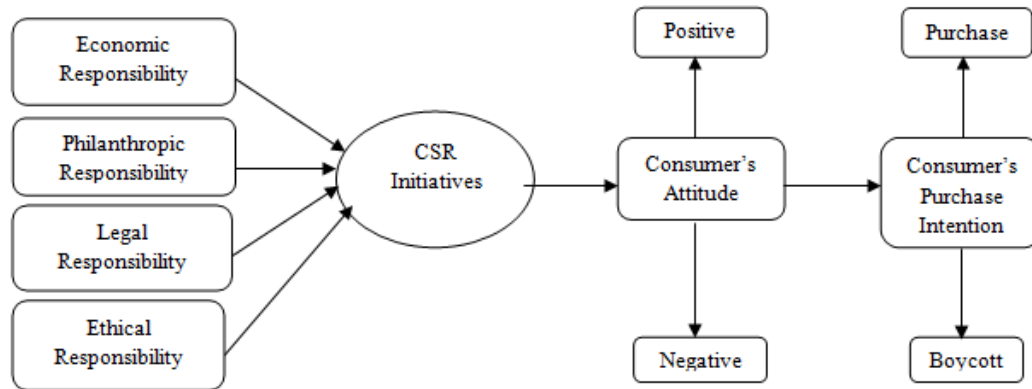 Economic
Responsibility
Philanthropic
Responsibility
Legal
Responsibility
Ethical
Responsibility
CSR
Initiatives
Positive
Consumer's
Attitude
Negative
Purchase
Consumer's
Purchase
Intention
Boycott